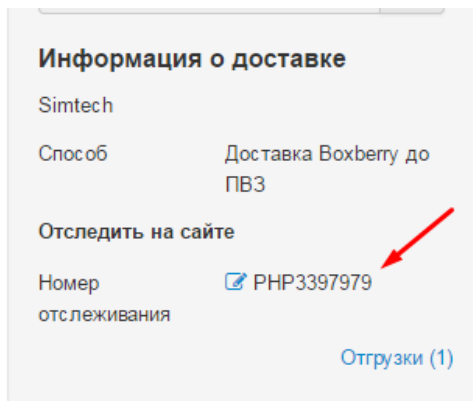 Информация о доставке
Simtech
Способ Доставка Boxberry до
ПВЗ
Отследить на сайте
Номер PHP3397979
отслеживания
Отгрузки (1)